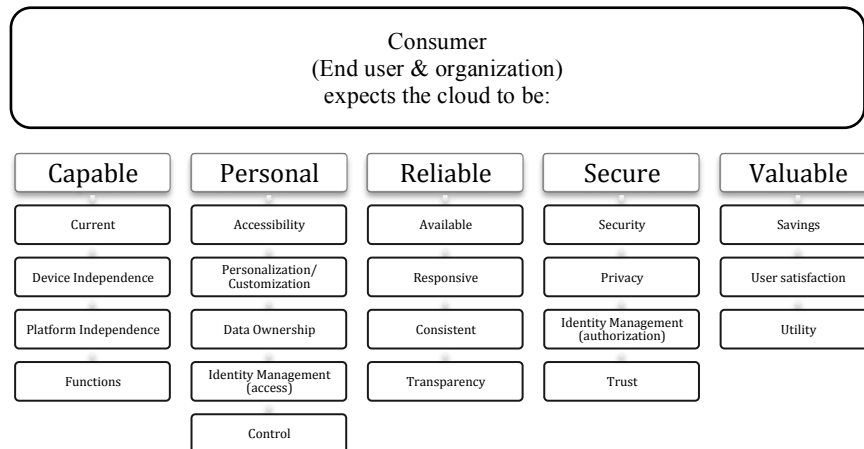 Consumer
(End user & organization)
expects the cloud to be:
Capable
Current
Device Independence
Platform Independence
Functions
Personal
Accessibility
Personalization/
Customization
Data Ownership
Identity Management
(access)
Control
Reliable
Available
Responsive
Consistent
Transparency
Secure
Security
Privacy
Identity Management
(authorization)
Trust
Valuable
Savings
User satisfaction
Utility